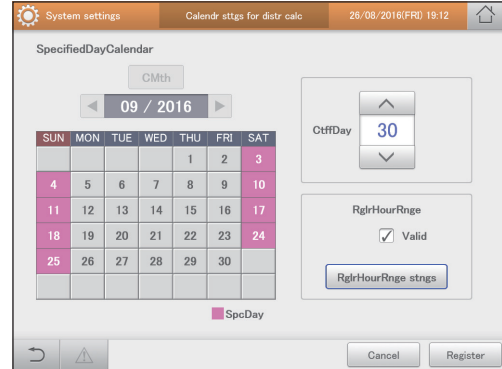 System settings Calendr sttgs for distr calc 26/08/2016(FRI) 19:12
SpecifiedDayCalendar
CMth
09 / 2016
SUN MON TUE WED THU FRI SAT
1 2 3
4 5 6 7 8 9 10
11 12 13 14 15 16 17
18 19 20 21 22 23 24
25 26 27 28 29 30
SpcDay
CtffDay 30
RglrHourRnge
Valid
RglrHourRnge stngs
Cancel Register